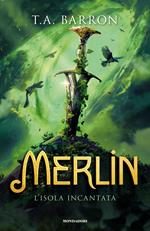 T.A. BARRON
MERLIN
L'ISOLA INCANTATA
MONDADORI